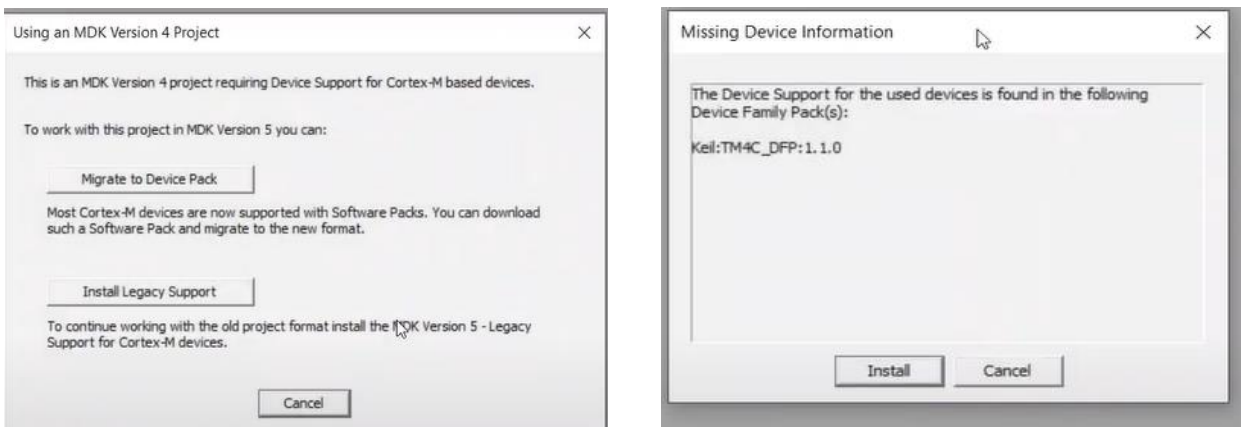 Using an MDK Version 4 Project
This is an MDK Version 4 project requiring Device Support for Cortex-M based devices.
To work with this project in MDK Version 5 you can:
Migrate to Device Pack
Most Cortex-M devices are now supported with Software Packs. You can download
such a Software Pack and migrate to the new format.
Install Legacy Support
To continue working with the old project format install the MDK Version 5 - Legacy
Support for Cortex-M devices.
Cancel
Missing Device Information
The Device Support for the used devices is found in the following
Device Family Pack(s):
Keil:TM4C_DFP:1.1.0
Install
Cancel